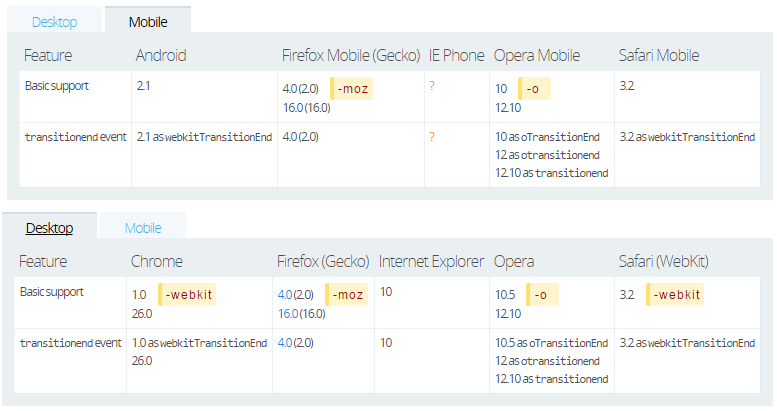 Desktop Mobile
Feature Android Firefox Mobile (Gecko) IE Phone Opera Mobile Safari Mobile
Basic support 2.1 4.0 (2.0) -moz ? 10 -o 3.2
16.0 (16.0) 12.10
transitionend event 2.1 as webkitTransitionEnd 4.0 (2.0) ? 10 as oTransitionEnd 3.2 as webkitTransitionEnd
12 as otransitionend
12.10 as transitionend
Desktop Mobile
Feature Chrome Firefox (Gecko) Internet Explorer Opera Safari (WebKit)
Basic support 1.0 -webkit 4.0 (2.0) -moz 10 10.5 -o 3.2 -webkit
26.0 16.0 (16.0) 12.10
transitionend event 1.0 as webkitTransitionEnd 4.0 (2.0) 10 10.5 as oTransitionEnd 3.2 as webkitTransitionEnd
26.0 12 as otransitionend
12.10 as transitionend